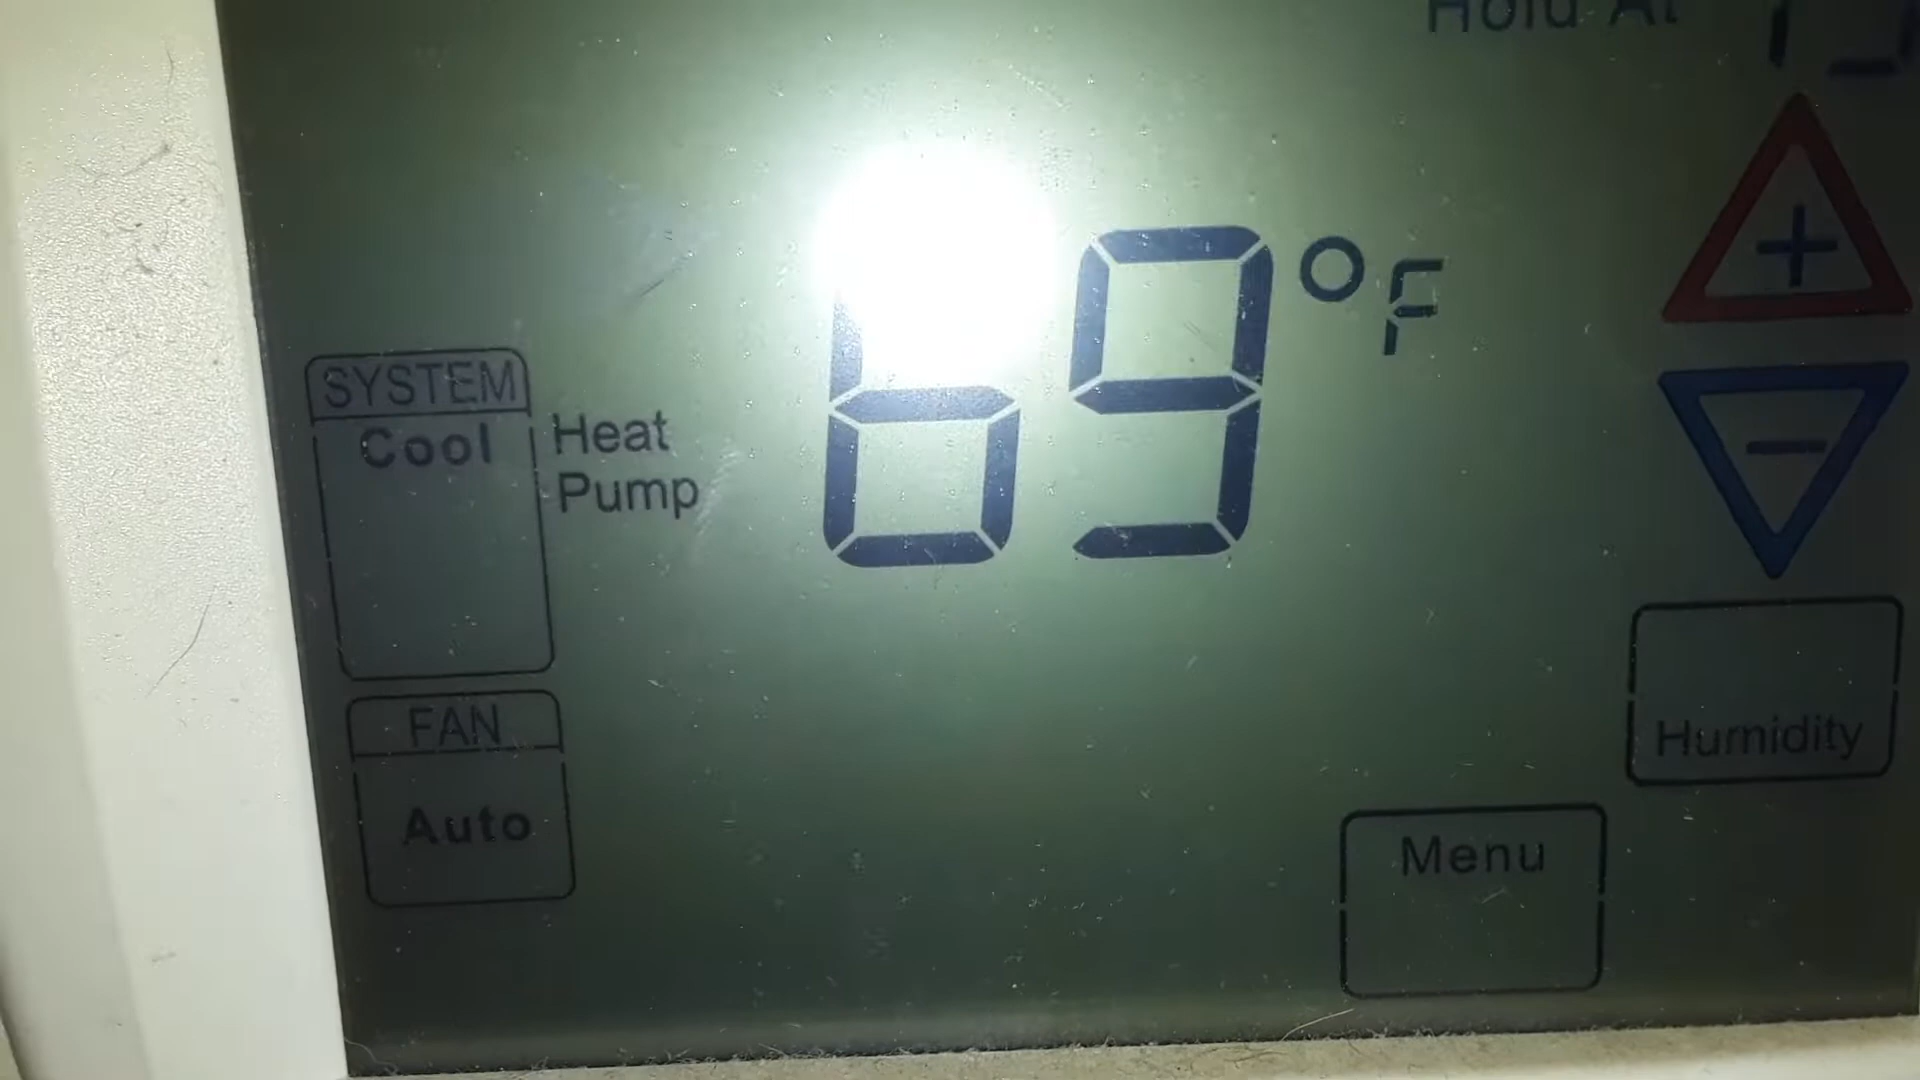 Hold At
69°F
SYSTEM
Cool
Heat
Pump
+
-
FAN
Auto
Humidity
Menu